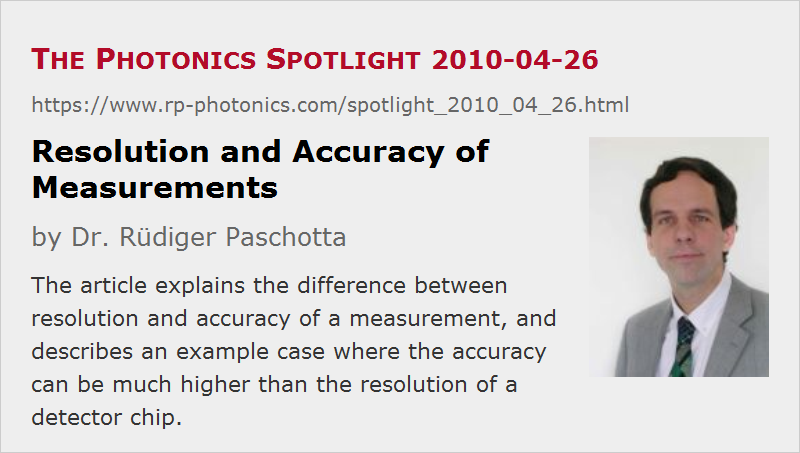 The Photonics Spotlight 2010-04-26
https://www.rp-photonics.com/spotlight_2010_04_26.html
Resolution and Accuracy of
Measurements
by Dr. Rüdiger Paschotta
The article explains the difference between
resolution and accuracy of a measurement, and
describes an example case where the accuracy
can be much higher than the resolution of a
detector chip.